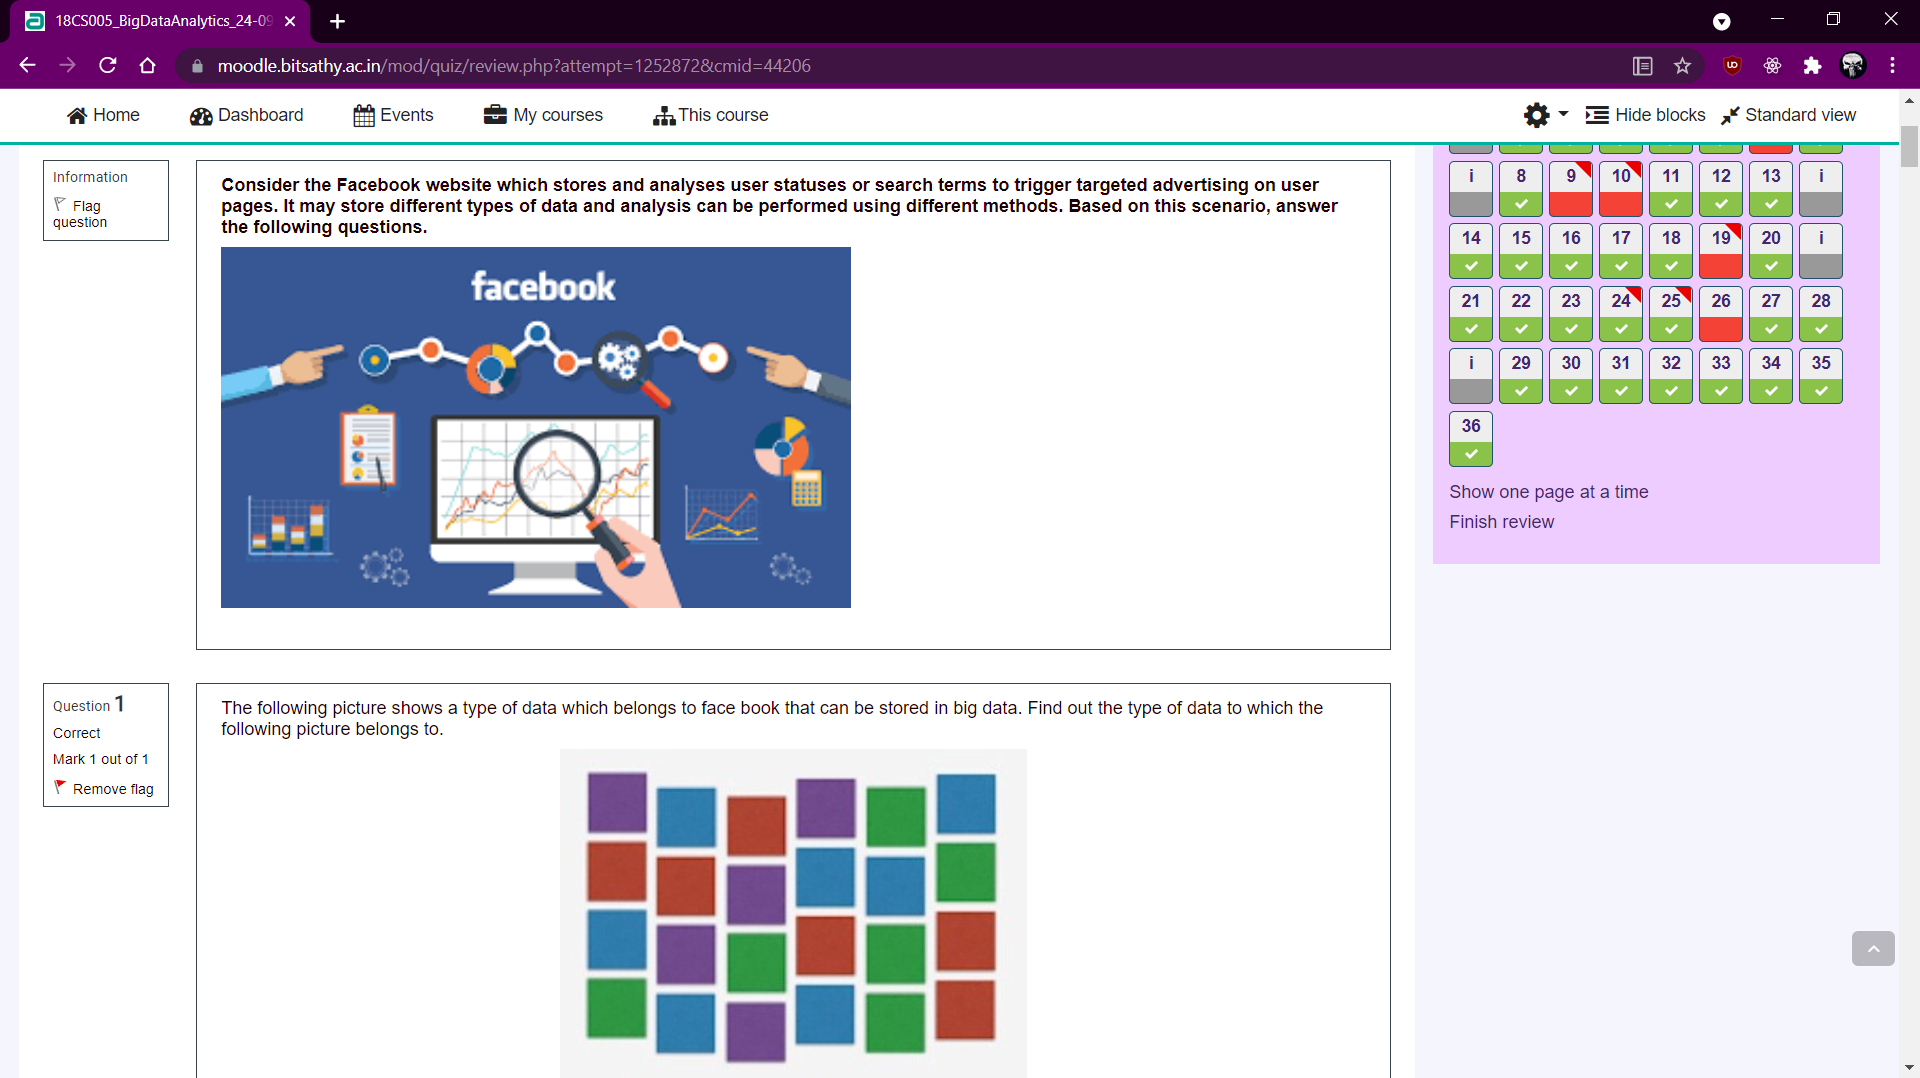 18CS005_BigDataAnalytics_24-09
moodle.bitsathy.ac.in/mod/quiz/review.php?attempt=1252872&cmid=44206
Home
Dashboard
Events
My courses
This course
Hide blocks
Standard view
Information
Flag
question
Consider the Facebook website which stores and analyses user statuses or search terms to trigger targeted advertising on user
pages. It may store different types of data and analysis can be performed using different methods. Based on this scenario, answer
the following questions.
facebook
Question 1
Correct
Mark 1 out of 1
Remove flag
The following picture shows a type of data which belongs to face book that can be stored in big data. Find out the type of data to which the
following picture belongs to.
i 8 9 10 11 12 13 i
14 15 16 17 18 19 20 i
21 22 23 24 25 26 27 28
i 29 30 31 32 33 34 35
36
Show one page at a time
Finish review